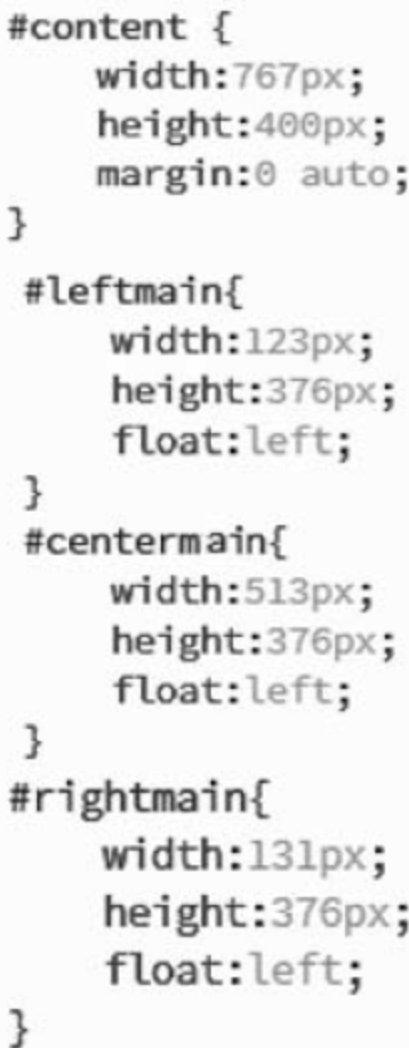 #content {
width:767px;
height:400px;
margin:0 auto;
}
#leftmain{
width:123px;
height:376px;
float:left;
}
#centermain{
width:513px;
height:376px;
float:left;
}
#rightmain{
width:131px;
height:376px;
float:left;
}